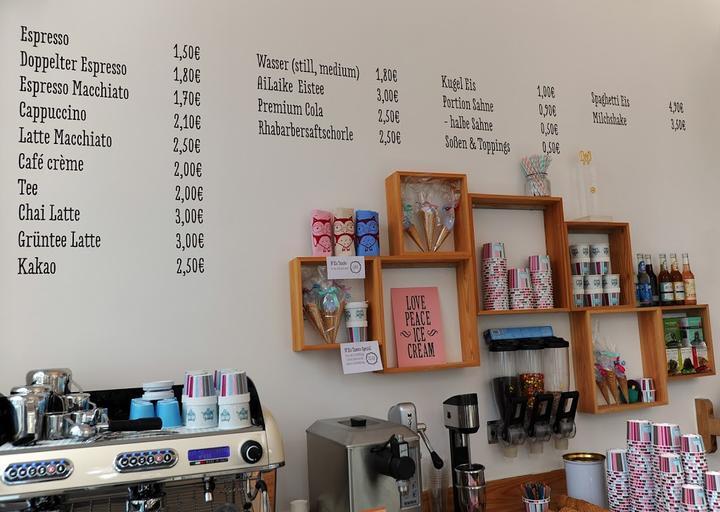 Espresso 1,50€
Doppelter Espresso 1,80€
Espresso Macchiato 1,70€
Cappuccino 2,10€
Latte Macchiato 2,50€
Café crème 2,00€
Tee 2,00€
Chai Latte 3,00€
Grüntee Latte 3,00€
Kakao 2,50€
Wasser (still, medium) 1,80€
AiLaike Eistee 3,00€
Premium Cola 2,50€
Rhabarbersaftschorle 2,50€
Kugel Eis 1,00€
Portion Sahne 0,90€
- halbe Sahne 0,50€
Soßen & Toppings 0,50€
Spaghetti Eis 4,90€
Milchshake 3,50€
LOVE
PEACE
ICE
CREAM